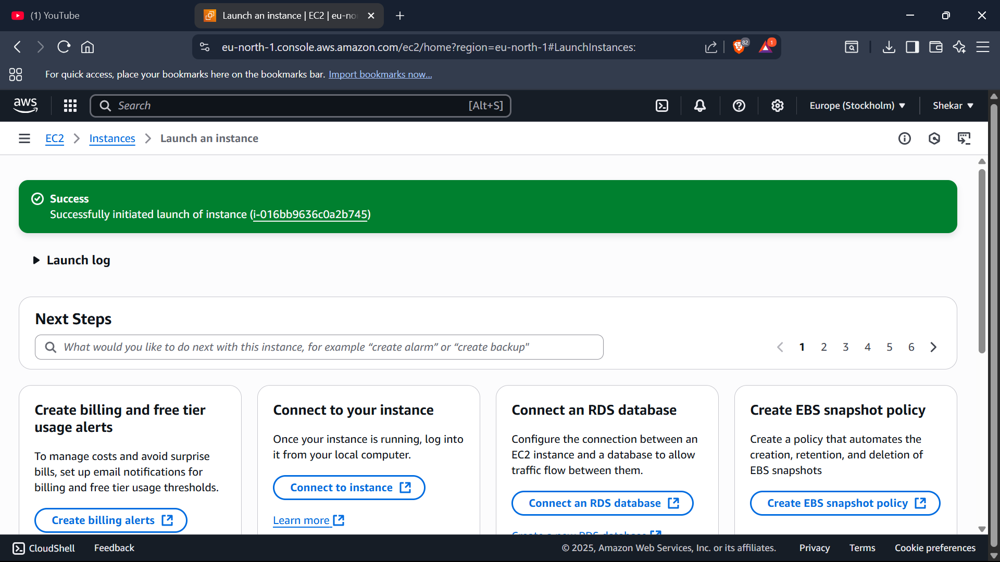 (1) YouTube
Launch an instance | EC2 | eu-no
eu-north-1.console.aws.amazon.com/ec2/home?region=eu-north-1#LaunchInstances:
82
1
For quick access, place your bookmarks here on the bookmarks bar. Import bookmarks now...
aws
Search
[Alt+S]
Europe (Stockholm)
Shekar
EC2
Instances
Launch an instance
Success
Successfully initiated launch of instance (i-016bb9636c0a2b745)
Launch log
Next Steps
What would you like to do next with this instance, for example “create alarm” or “create backup"
1 2 3 4 5 6
Create billing and free tier
usage alerts
To manage costs and avoid surprise
bills, set up email notifications for
billing and free tier usage thresholds.
Create billing alerts
Connect to your instance
Once your instance is running, log into
it from your local computer.
Connect to instance
Learn more
Connect an RDS database
Configure the connection between an
EC2 instance and a database to allow
traffic flow between them.
Connect an RDS database
Create a new RDS database
Create EBS snapshot policy
Create a policy that automates the
creation, retention, and deletion of
EBS snapshots
Create EBS snapshot policy
CloudShell
Feedback
© 2025, Amazon Web Services, Inc. or its affiliates.
Privacy
Terms
Cookie preferences